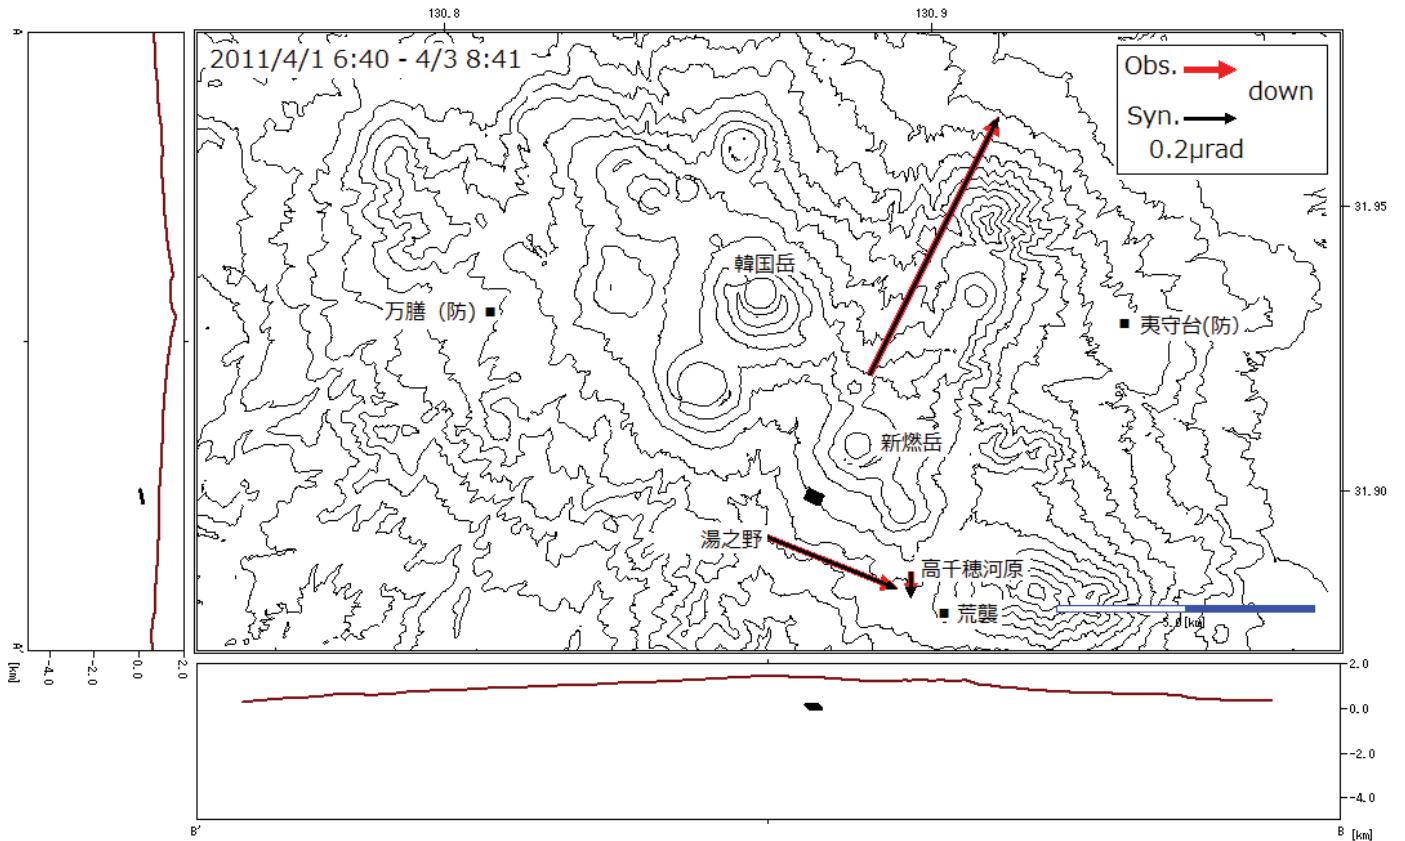 130.8
130.9
2011/4/1 6:40 - 4/3 8:41
Obs.
down
Syn.
0.2μrad
31.95
韓国岳
万膳（防）
夷守台(防）
新燃岳
31.90
湯之野
高千穂河原
荒襲
5.0 [km]
A
A'
-4.0
-2.0
0.0
2.0
[km]
2.0
0.0
-2.0
-4.0
B'
B
[km]